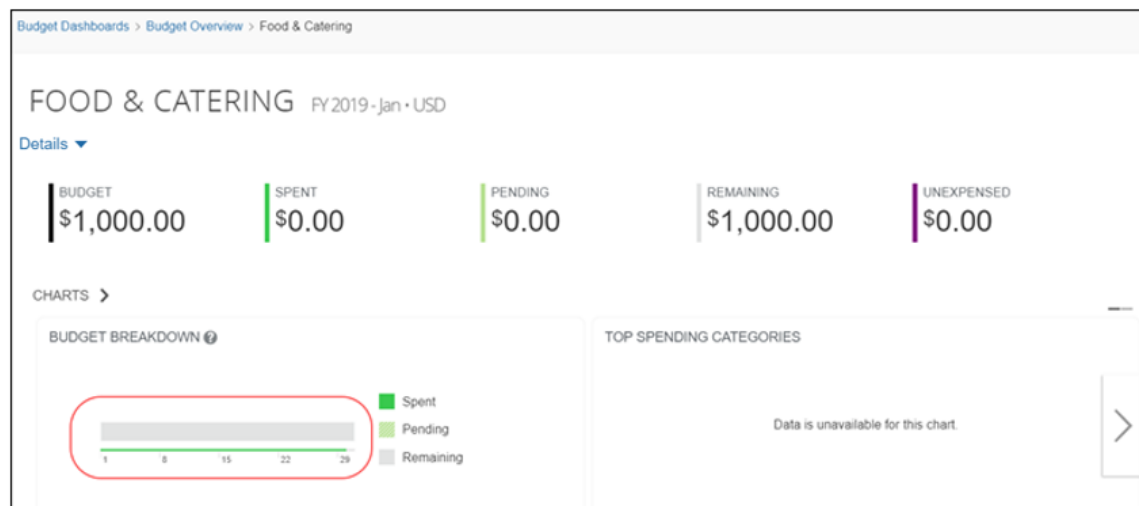 Budget Dashboards > Budget Overview > Food & Catering
FOOD & CATERING FY 2019 - Jan • USD
Details
BUDGET
$1,000.00
SPENT
$0.00
PENDING
$0.00
REMAINING
$1,000.00
UNEXPENSED
$0.00
CHARTS
BUDGET BREAKDOWN ?
Spent
Pending
Remaining
1 8 15 22 29
TOP SPENDING CATEGORIES
Data is unavailable for this chart.